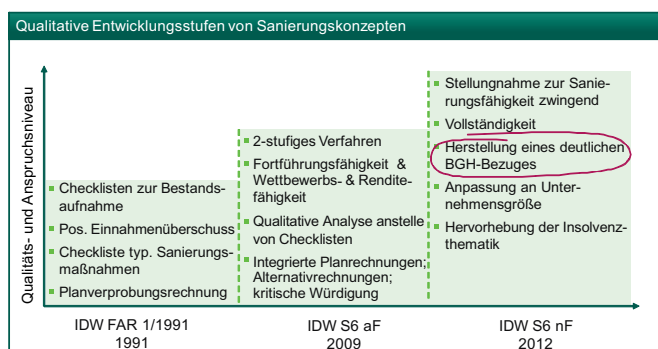 Qualitative Entwicklungsstufen von Sanierungskonzepten
Qualitäts- und Anspruchsniveau
Checklisten zur Bestands-
aufnahme
Pos. Einnahmenüberschuss
Checkliste typ. Sanierungs-
maßnahmen
Planverprobungsrechnung
2-stufiges Verfahren
Fortführungsfähigkeit &
Wettbewerbs- & Rendite-
fähigkeit
Qualitative Analyse anstelle
von Checklisten
Integrierte Planrechnungen;
Alternativrechnungen;
kritische Würdigung
Stellungnahme zur Sanie-
rungsfähigkeit zwingend
Vollständigkeit
Herstellung eines deutlichen
BGH-Bezuges
Anpassung an Unter-
nehmensgröße
Hervorhebung der Insolvenz-
thematik
IDW FAR 1/1991
1991
IDW S6 aF
2009
IDW S6 nF
2012